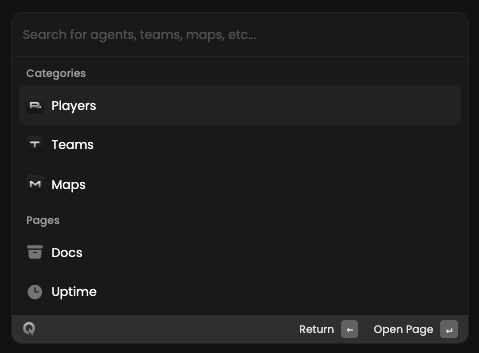 Search for agents, teams, maps, etc...
Categories
Players
Teams
Maps
Pages
Docs
Uptime
Return ← Open Page ↵